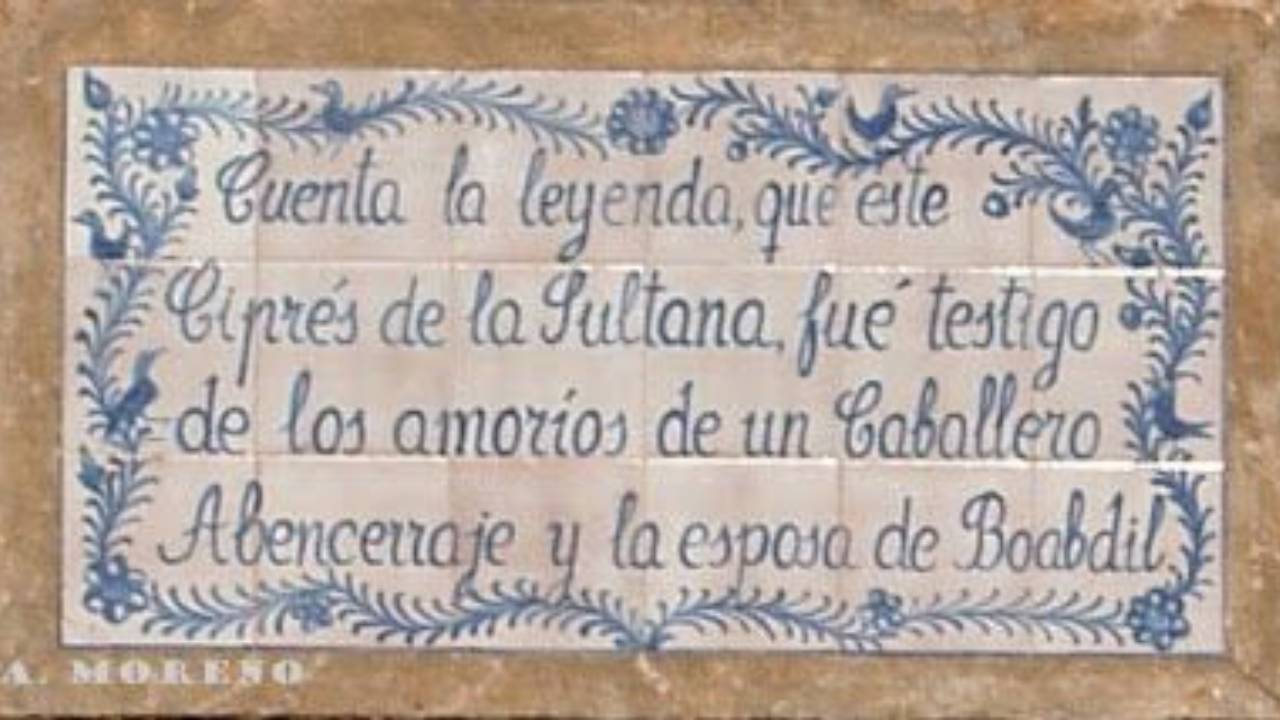 Cuenta la leyenda, que este
Ciprés de la Sultana, fué testigo
de los amoríos de un Caballero
Abencerraje y la esposa de Boabdil,
A. MORENO